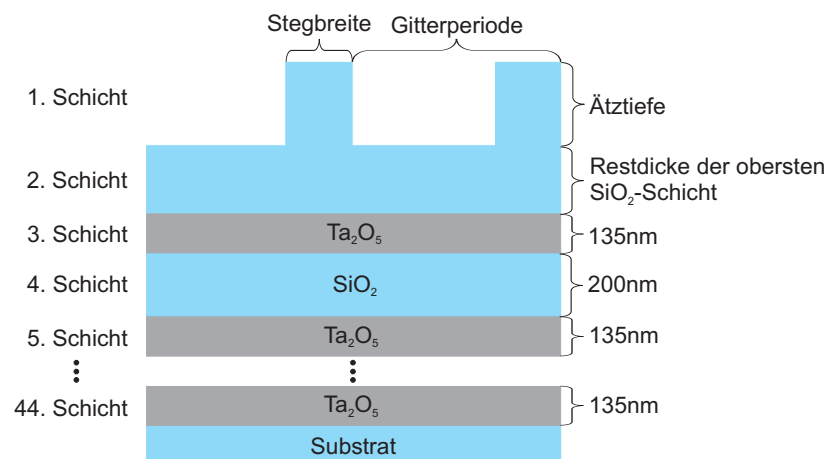 Stegbreite Gitterperiode
1. Schicht
Ätztiefe
2. Schicht
Restdicke der obersten
SiO₂-Schicht
3. Schicht Ta₂O₅ 135nm
4. Schicht SiO₂ 200nm
5. Schicht Ta₂O₅ 135nm
44. Schicht Ta₂O₅ 135nm
Substrat